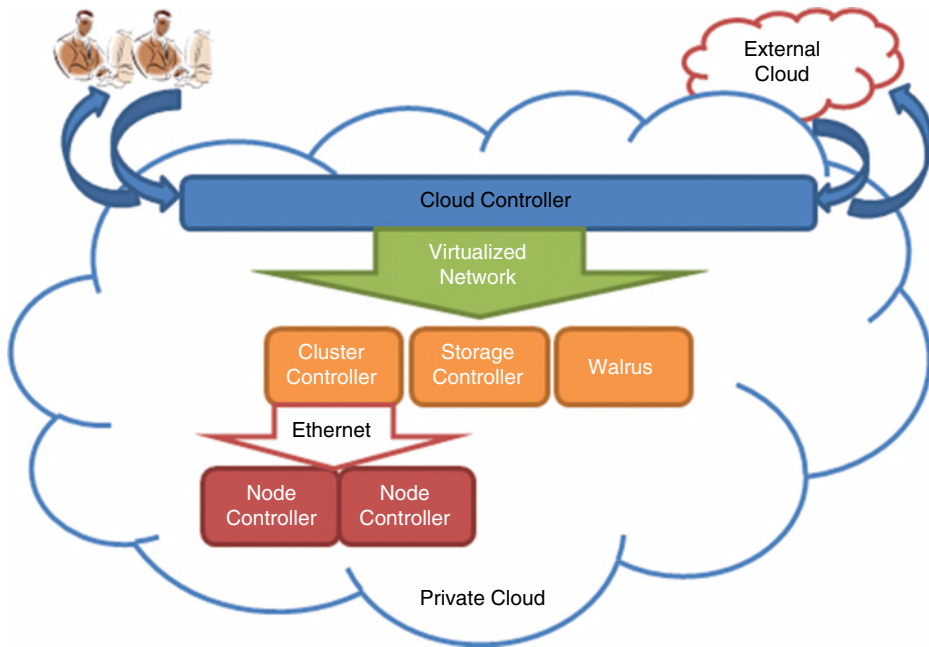 External
Cloud
Cloud Controller
Virtualized
Network
Cluster
Controller
Storage
Controller
Walrus
Ethernet
Node
Controller
Node
Controller
Private Cloud